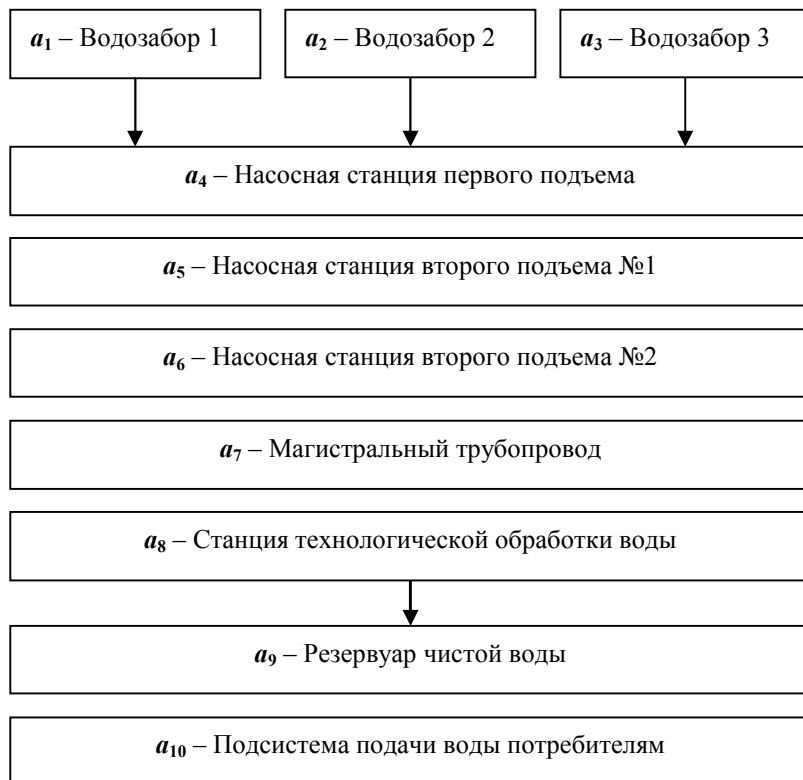 a1 – Водозабор 1
a2 – Водозабор 2
a3 – Водозабор 3
a4 – Насосная станция первого подъема
a5 – Насосная станция второго подъема №1
a6 – Насосная станция второго подъема №2
a7 – Магистральный трубопровод
a8 – Станция технологической обработки воды
a9 – Резервуар чистой воды
a10 – Подсистема подачи воды потребителям